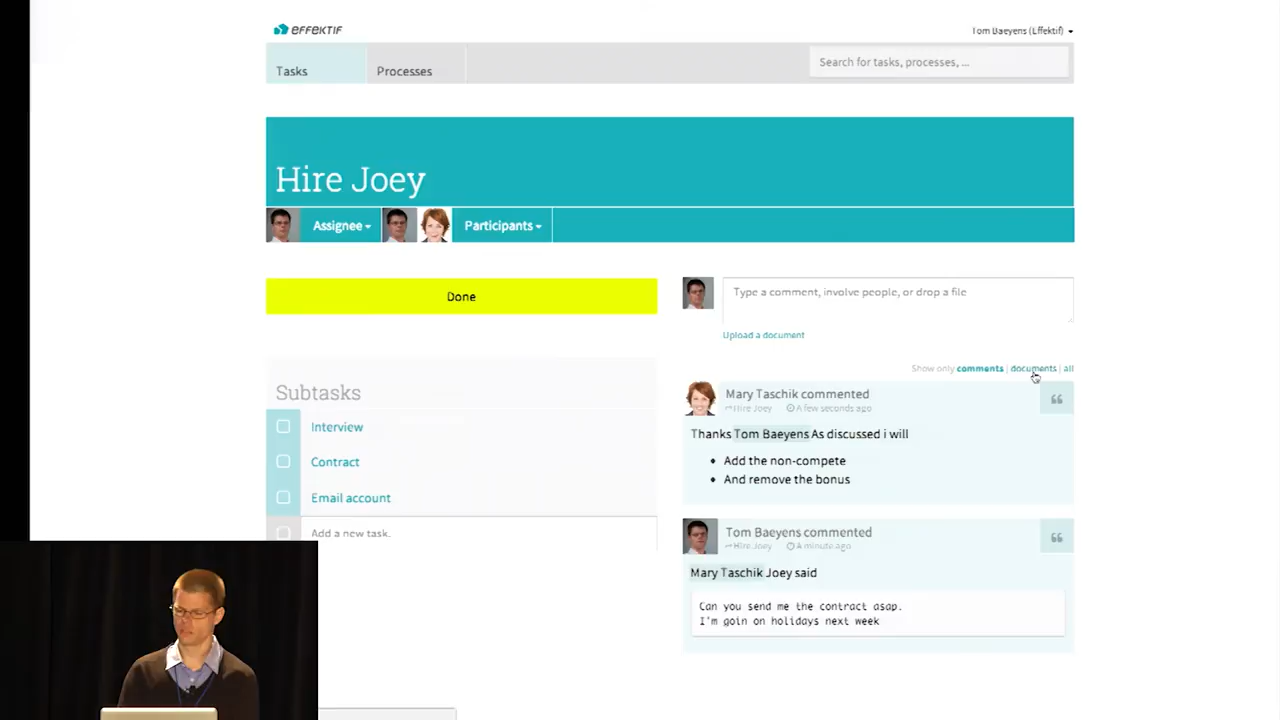 EFFEKTIF
Tom Baeyens (Effektif)
Tasks
Processes
Search for tasks, processes, ...
Hire Joey
Assignee
Participants
Done
Type a comment, involve people, or drop a file
Upload a document
Show only comments | documents | all
Subtasks
Interview
Contract
Email account
Add a new task.
Mary Taschik commented
Hire Joey A few seconds ago
Thanks Tom Baeyens As discussed i will
• Add the non-compete
• And remove the bonus
Tom Baeyens commented
Hire Joey A minute ago
Mary Taschik Joey said
Can you send me the contract asap.
I'm goin on holidays next week